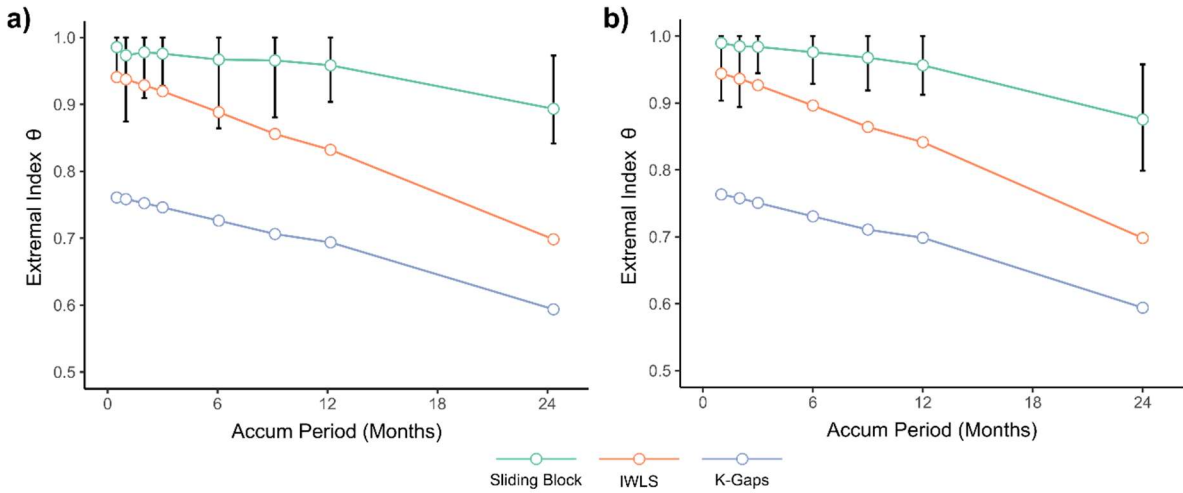 a)
1.0
0.9
0.8
0.7
0.6
0.5
Extremal Index θ
0 6 12 18 24
Accum Period (Months)
b)
1.0
0.9
0.8
0.7
0.6
0.5
Extremal Index θ
0 6 12 18 24
Accum Period (Months)
Sliding Block IWLS K-Gaps